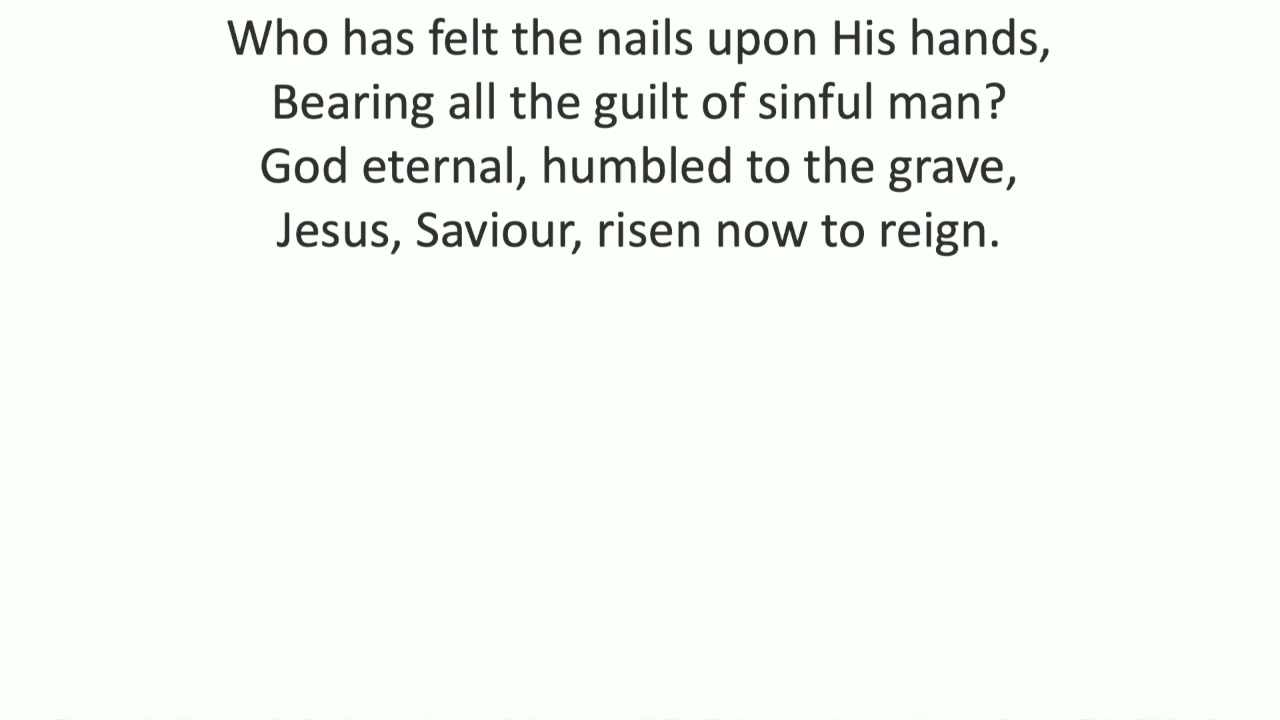 Who has felt the nails upon His hands,
Bearing all the guilt of sinful man?
God eternal, humbled to the grave,
Jesus, Saviour, risen now to reign.